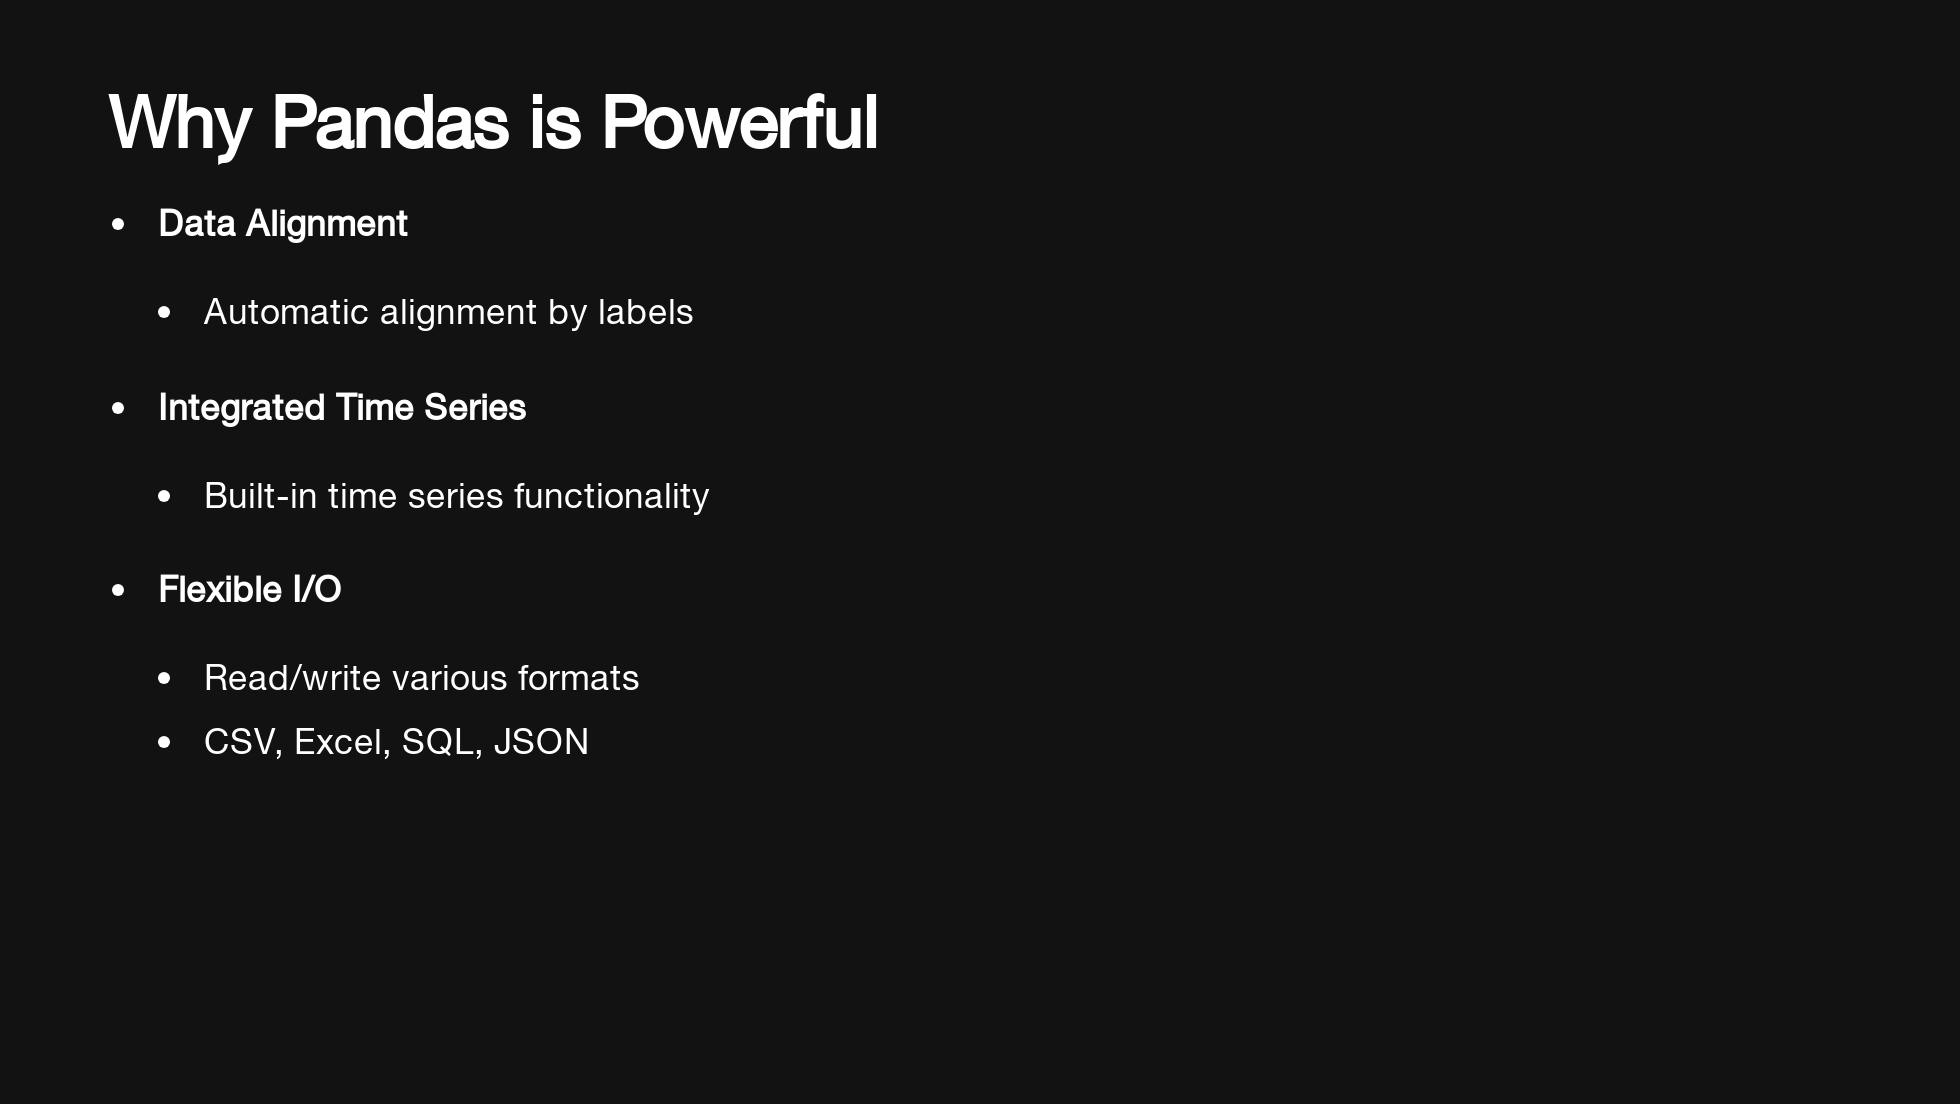 Why Pandas is Powerful
Data Alignment
Automatic alignment by labels
Integrated Time Series
Built-in time series functionality
Flexible I/O
Read/write various formats
CSV, Excel, SQL, JSON